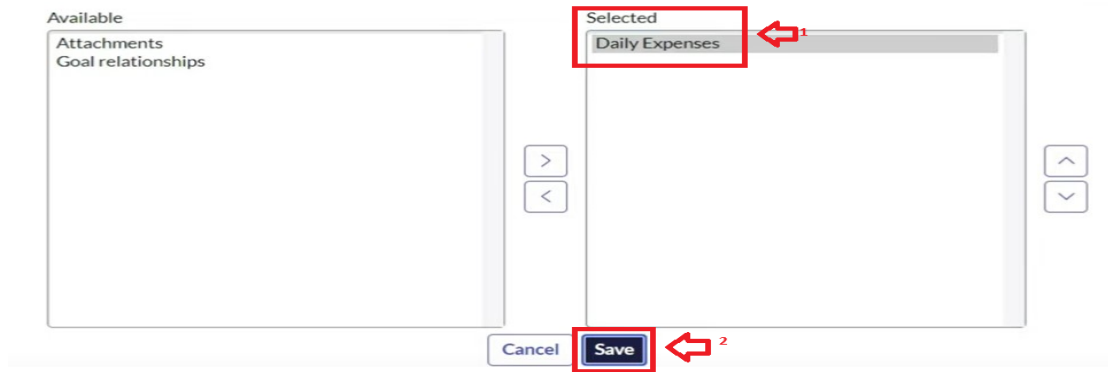 Available
Selected
Attachments
Goal relationships
Daily Expenses
1
>
<
Cancel
Save
2